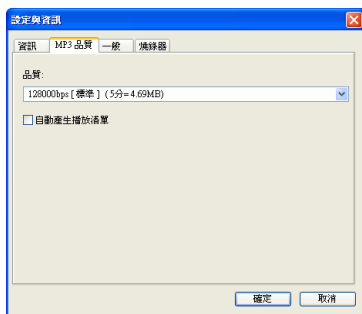 設定與資訊
資訊 MP3 品質 一般 燒錄器
品質:
128000bps [ 標準 ] ( 5分= 4.69MB)
自動產生播放清單
確定 取消